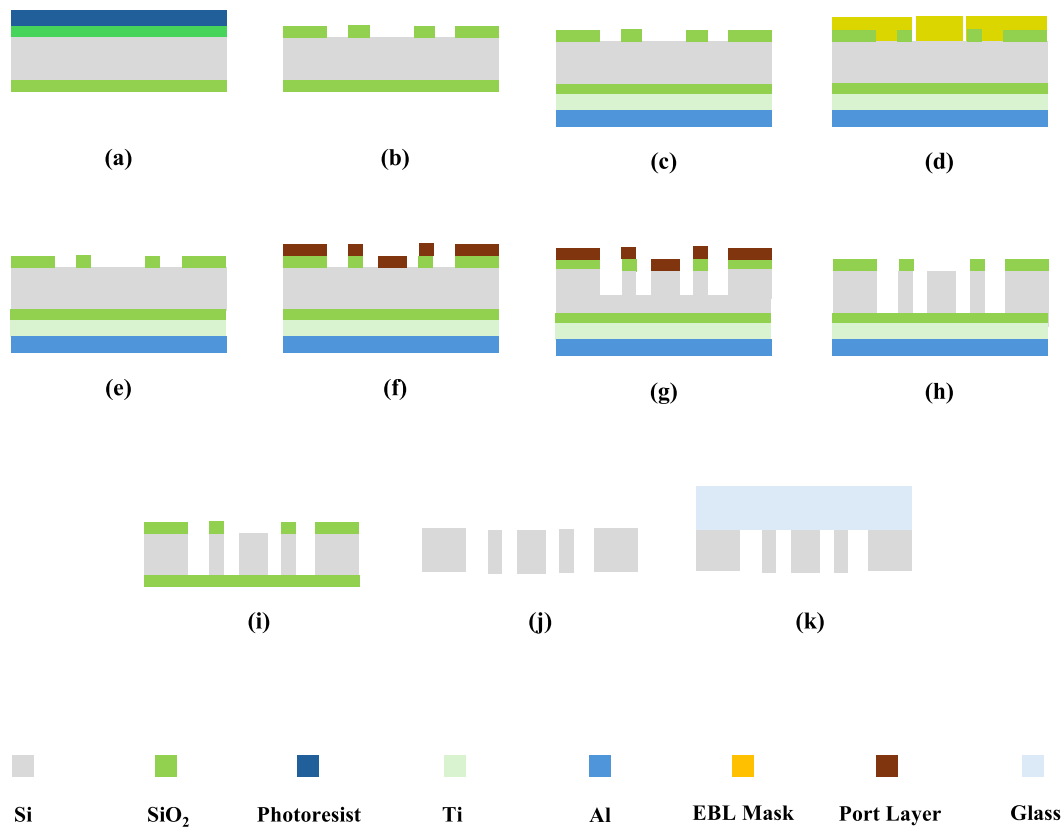 (a) (b) (c) (d)
(e) (f) (g) (h)
(i) (j) (k)
Si SiO₂ Photoresist Ti Al EBL Mask Port Layer Glass